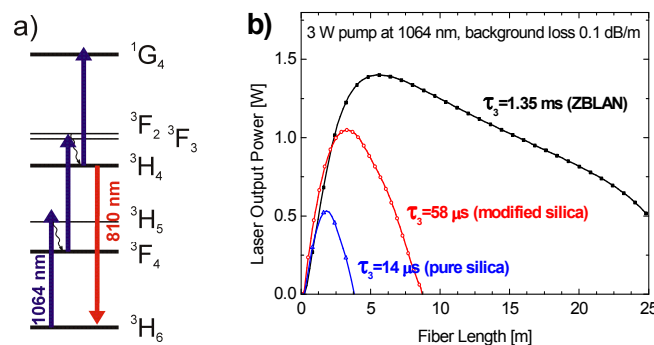 a)
¹G₄
³F₂ ³F₃
³H₄
³H₅
³F₄
³H₆
1064 nm
810 nm
b)
3 W pump at 1064 nm, background loss 0.1 dB/m
τ₃=1.35 ms (ZBLAN)
τ₃=58 μs (modified silica)
τ₃=14 μs (pure silica)
Laser Output Power [W]
1.5
1.0
0.5
0.0
0 5 10 15 20 25
Fiber Length [m]